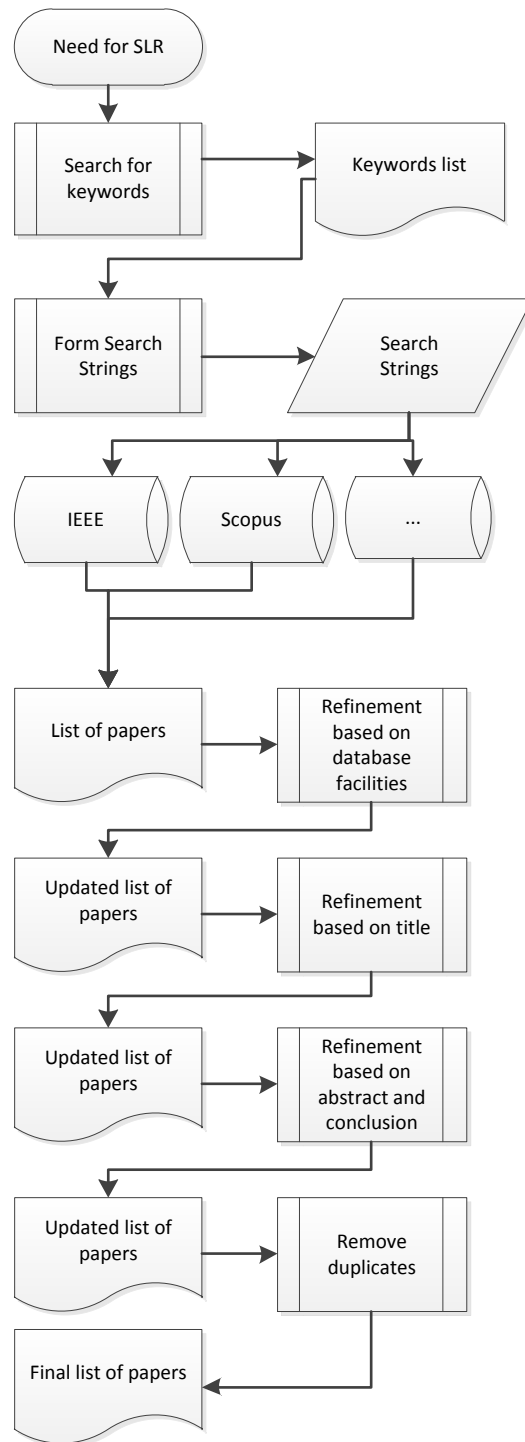 Need for SLR
Search for
keywords
Keywords list
Form Search
Strings
Search
Strings
IEEE
Scopus
...
List of papers
Refinement
based on
database
facilities
Updated list of
papers
Refinement
based on title
Updated list of
papers
Refinement
based on
abstract and
conclusion
Updated list of
papers
Remove
duplicates
Final list of papers